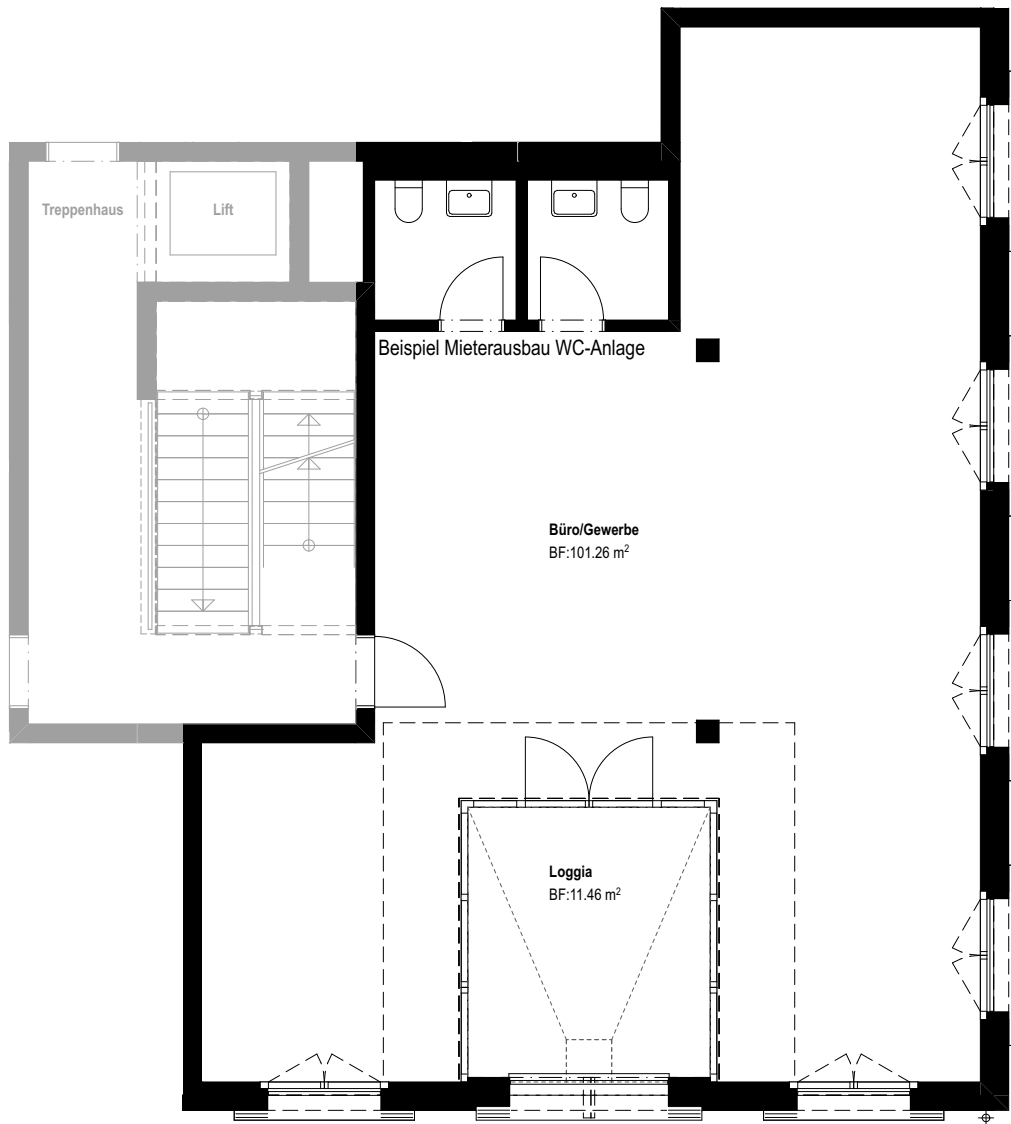 Treppenhaus
Lift
Beispiel Mieterausbau WC-Anlage
Büro/Gewerbe
BF:101.26 m²
Loggia
BF:11.46 m²